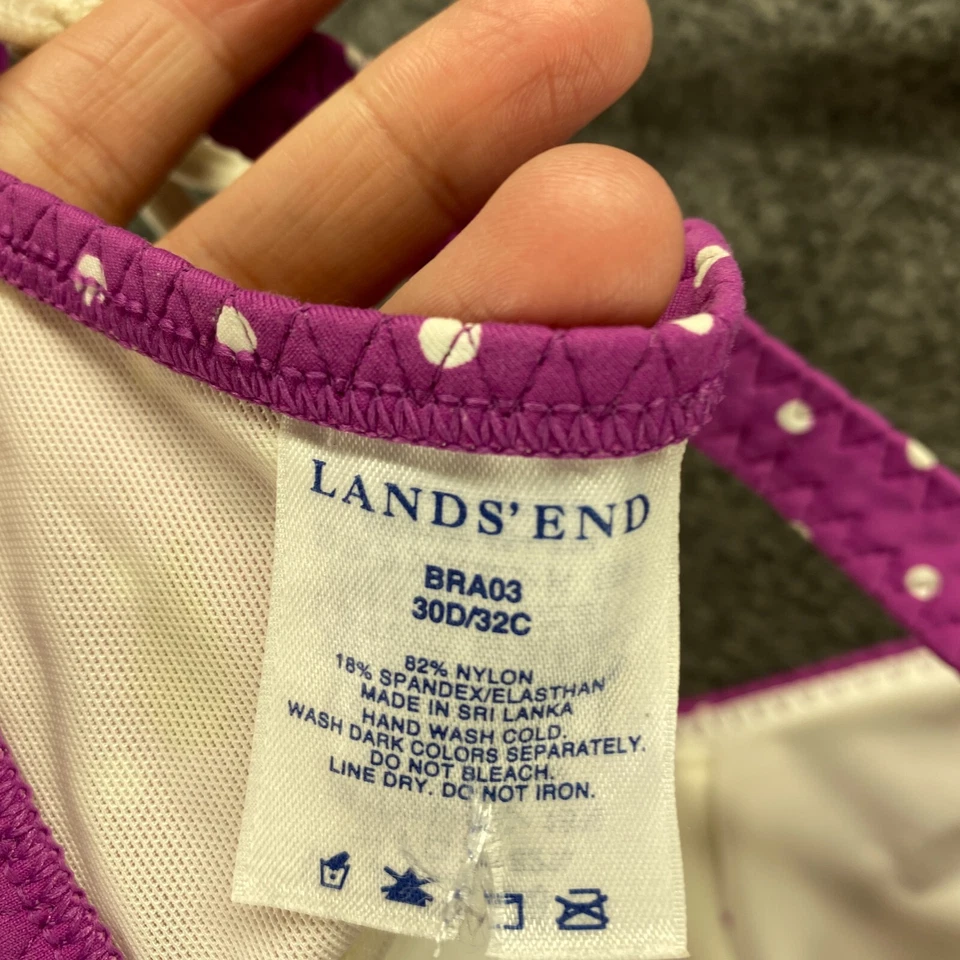 LANDS' END
BRA03
30D/32C
82% NYLON
18% SPANDEX/ELASTHAN
MADE IN SRI LANKA
HAND WASH COLD.
WASH DARK COLORS SEPARATELY.
DO NOT BLEACH.
LINE DRY. DO NOT IRON.